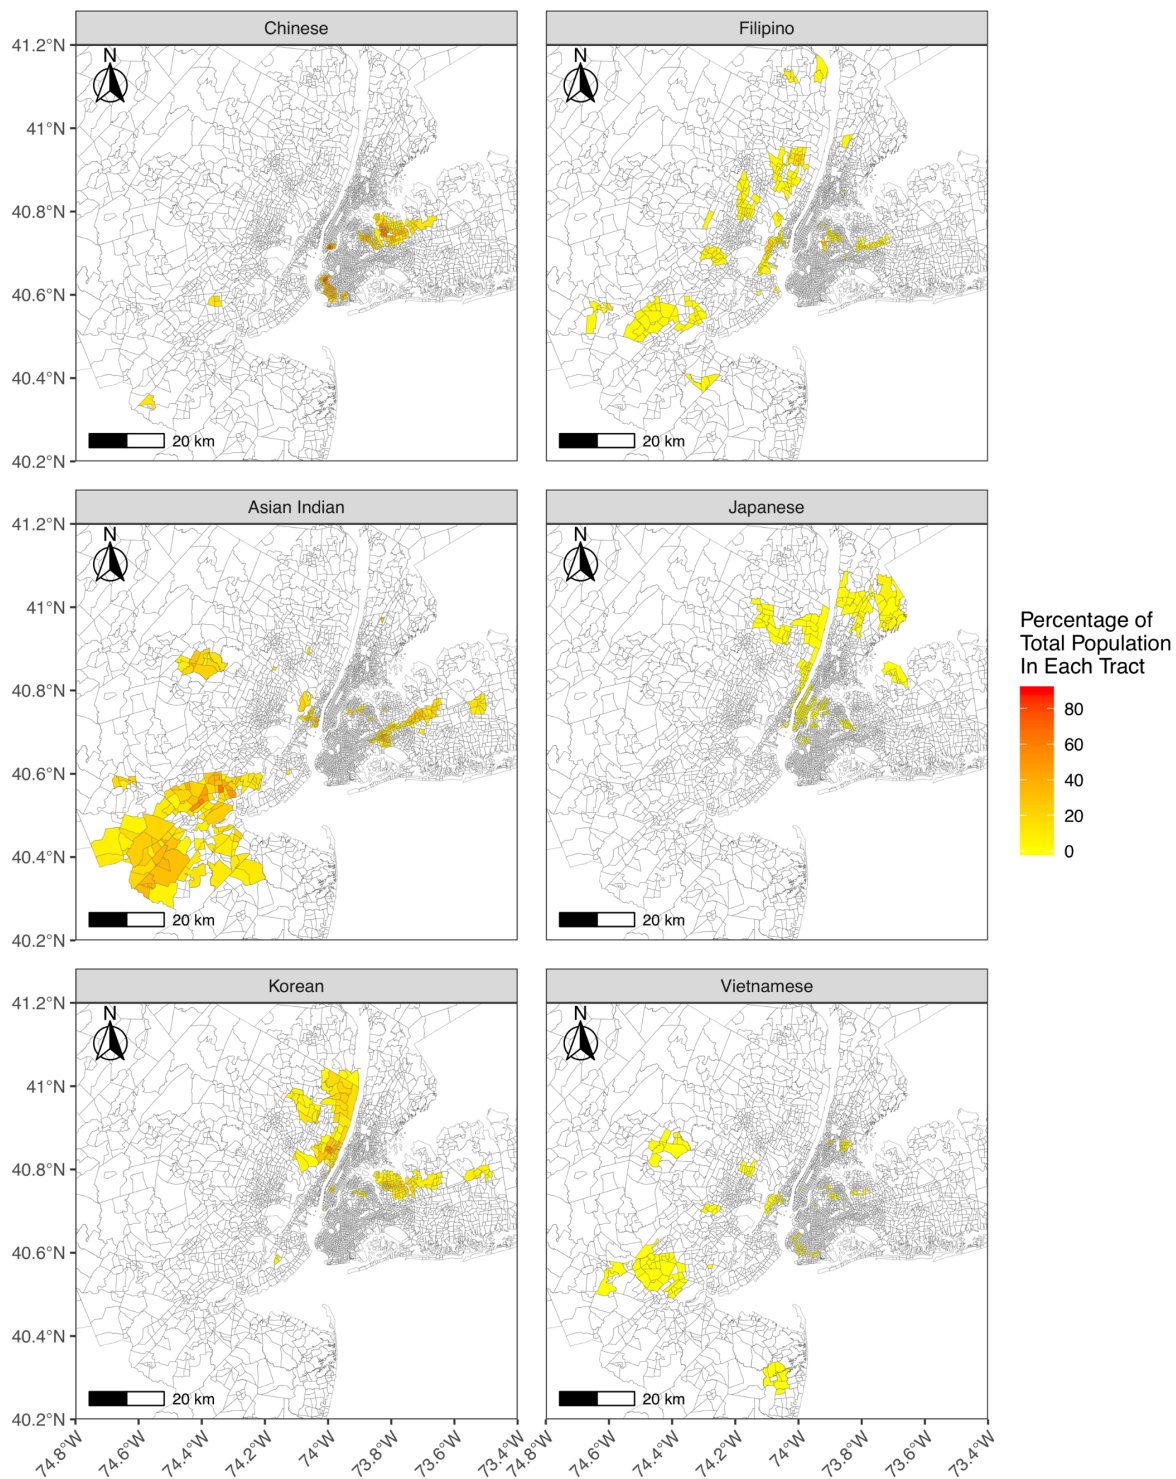 Chinese
Filipino
41.2°N
N
N
41°N
40.8°N
40.6°N
40.4°N
20 km
20 km
40.2°N
Asian Indian
Japanese
41.2°N
N
N
41°N
40.8°N
40.6°N
40.4°N
20 km
20 km
40.2°N
Percentage of
Total Population
In Each Tract
80
60
40
20
0
Korean
Vietnamese
41.2°N
N
N
41°N
40.8°N
40.6°N
40.4°N
20 km
20 km
40.2°N
74.8°W
74.6°W
74.4°W
74.2°W
74°W
73.8°W
73.6°W
73.4°W
74.8°W
74.6°W
74.4°W
74.2°W
74°W
73.8°W
73.6°W
73.4°W